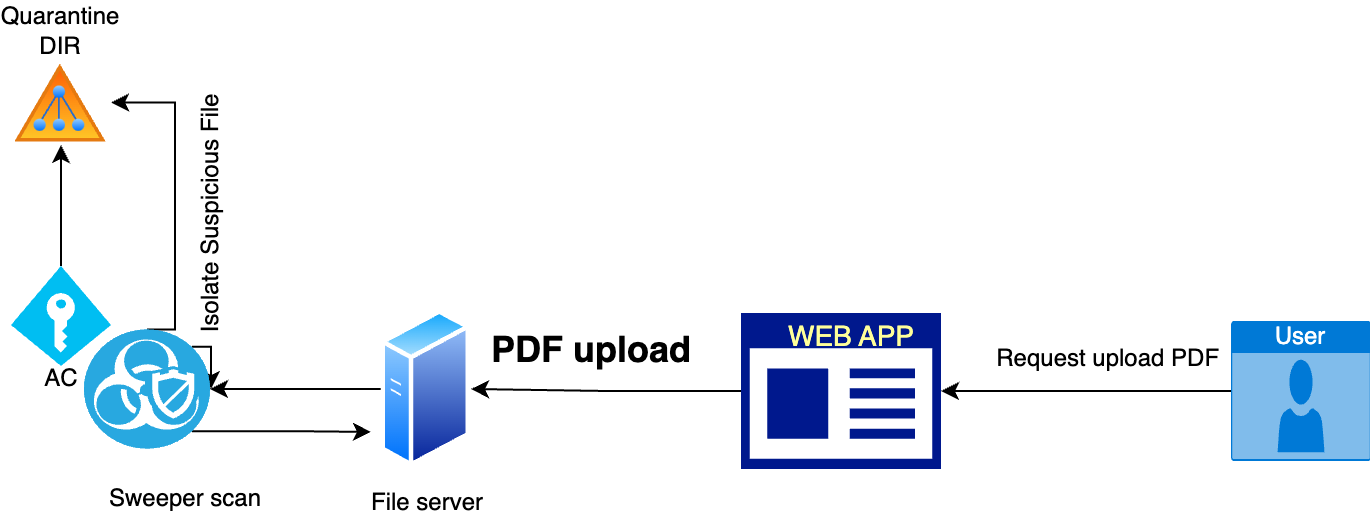 Quarantine
DIR
Isolate Suspicious File
AC
Sweeper scan
File server
PDF upload
WEB APP
Request upload PDF
User